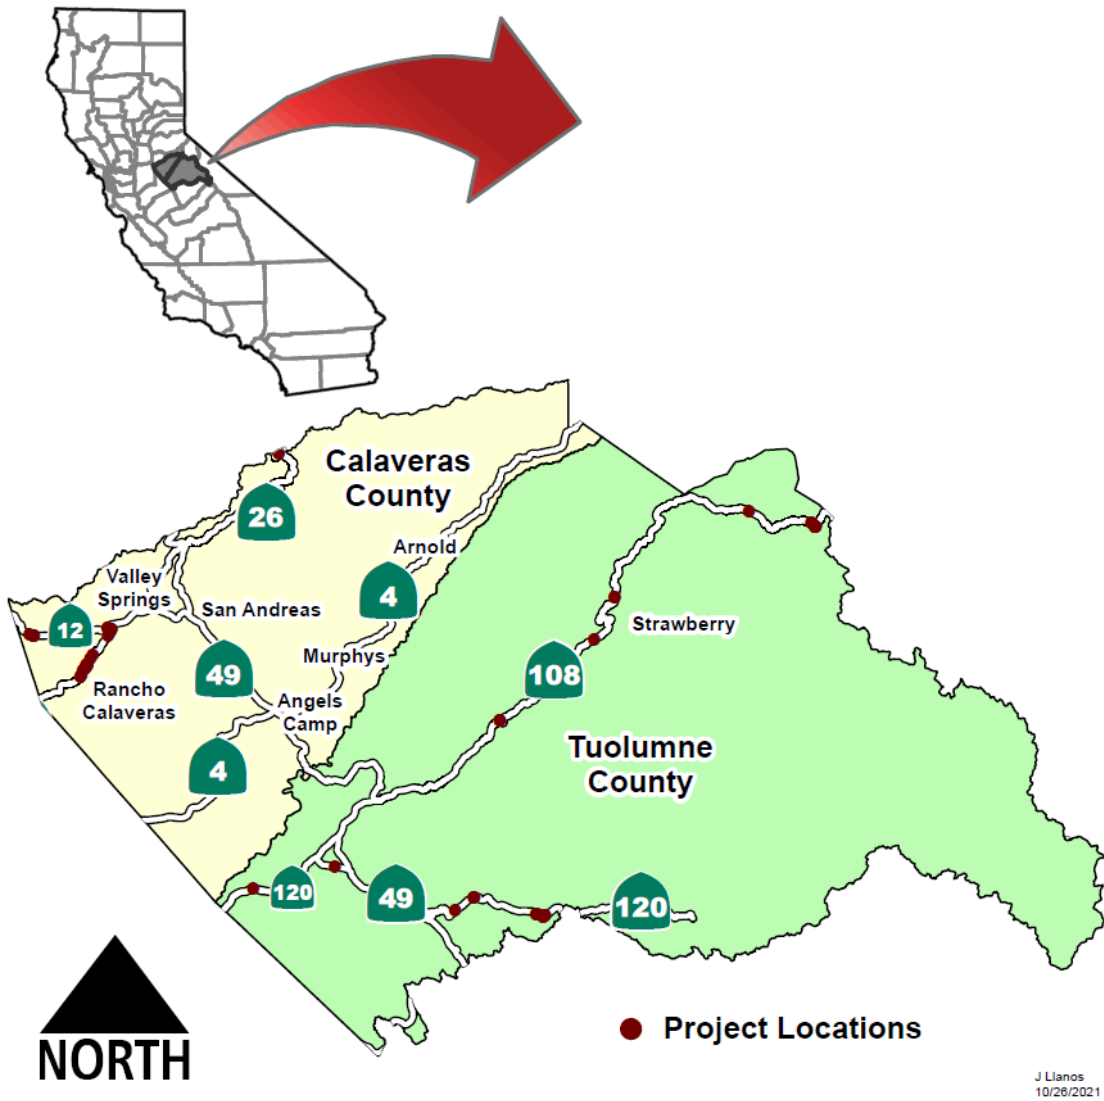 Calaveras
County
26
Arnold
Valley
Springs
4
San Andreas
12
Strawberry
Murphys
49
108
Rancho
Calaveras
Angels
Camp
Tuolumne
County
4
120
49
120
NORTH
Project Locations
J Llanos
10/26/2021